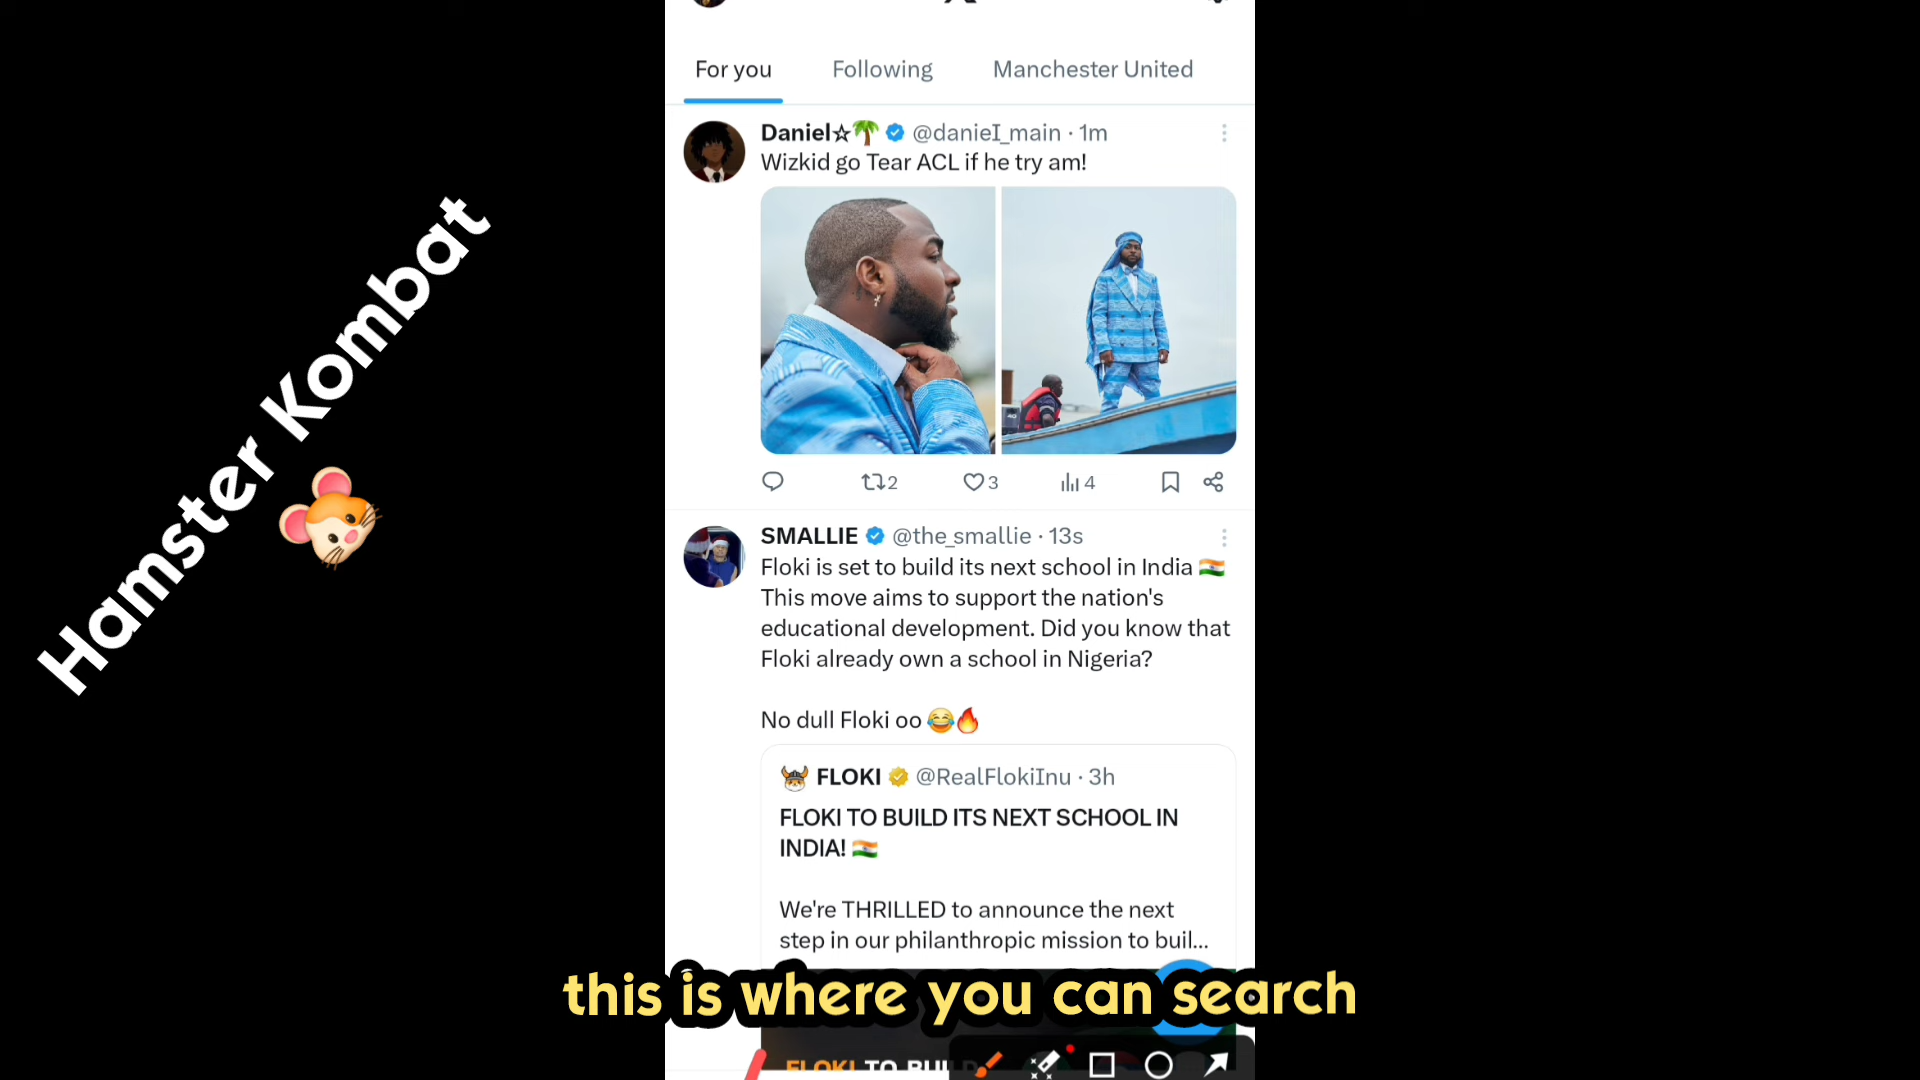 For you Following Manchester United
Daniel☆🌴 @danieI_main · 1m
Wizkid go Tear ACL if he try am!
2 3 4
SMALLIE @the_smallie · 13s
Floki is set to build its next school in India 🇮🇳
This move aims to support the nation's
educational development. Did you know that
Floki already own a school in Nigeria?
No dull Floki oo 😂🔥
FLOKI @RealFlokiInu · 3h
FLOKI TO BUILD ITS NEXT SCHOOL IN
INDIA! 🇮🇳
We're THRILLED to announce the next
step in our philanthropic mission to buil...
Hamster Kombat
🐹
this is where you can search
FLOKI TO BUILD